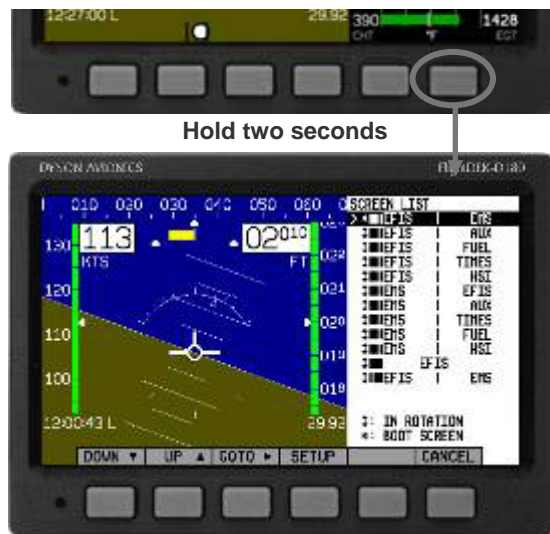 12:27:00 L 29.92 390 1428
CHT °F EGT
Hold two seconds
DYNON AVIONICS FLIGHTDEK-D180
010 020 030 040 050 060 SCREEN LIST
> * EFIS | EMS
‡ EFIS | AUX
‡ EFIS | FUEL
‡ EFIS | TIMES
‡ EFIS | HSI
‡ EMS | EFIS
‡ EMS | AUX
‡ EMS | TIMES
‡ EMS | FUEL
‡ EMS | HSI
‡ EFIS
‡ EFIS | EMS
‡: IN ROTATION
*: BOOT SCREEN
130 113 02010
KTS FT 023
022
120 021
020
110 019
100 018
12:00:43 L 29.92
DOWN ▼ UP ▲ GOTO ► SETUP CANCEL